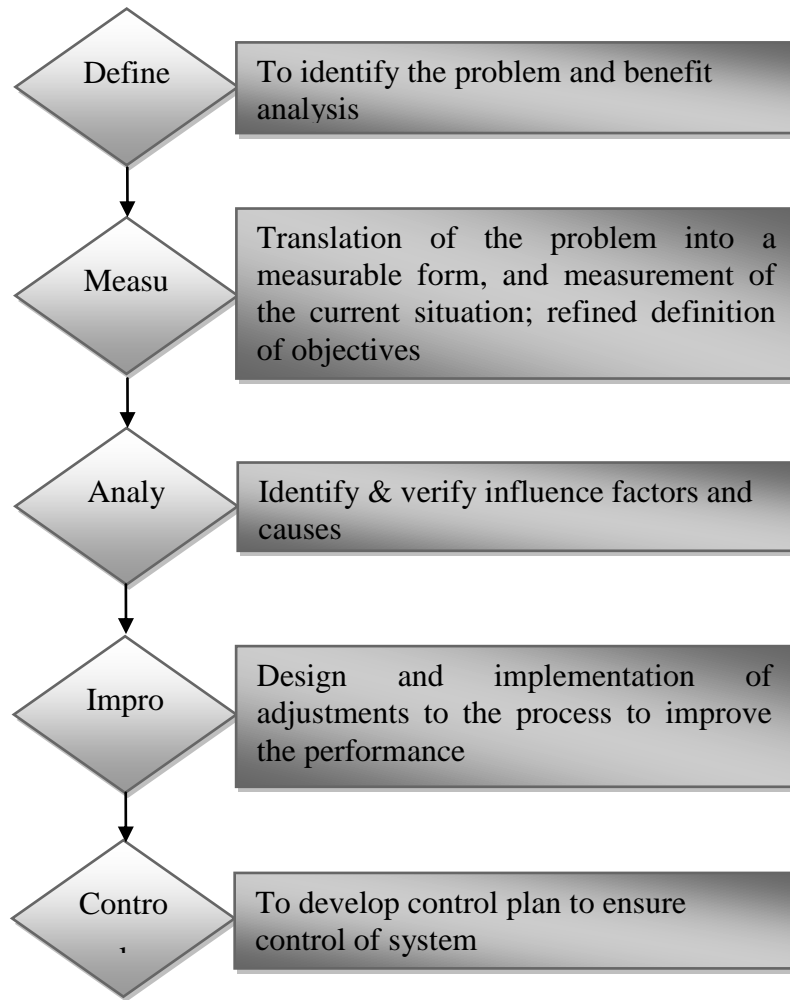 Define
To identify the problem and benefit
analysis
Measu
Translation of the problem into a
measurable form, and measurement of
the current situation; refined definition
of objectives
Analy
Identify & verify influence factors and
causes
Impro
Design and implementation of
adjustments to the process to improve
the performance
Contro
To develop control plan to ensure
control of system